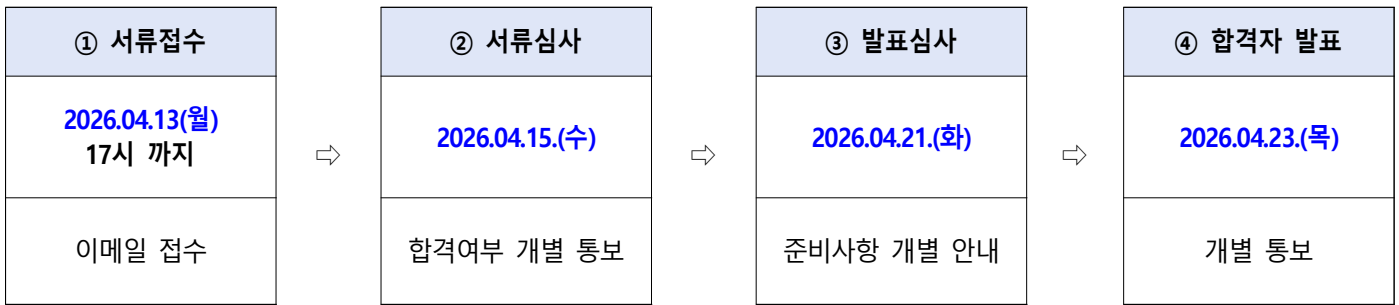 ① 서류접수
2026.04.13(월)
17시 까지
이메일 접수
⇨
② 서류심사
2026.04.15.(수)
합격여부 개별 통보
⇨
③ 발표심사
2026.04.21.(화)
준비사항 개별 안내
⇨
④ 합격자 발표
2026.04.23.(목)
개별 통보